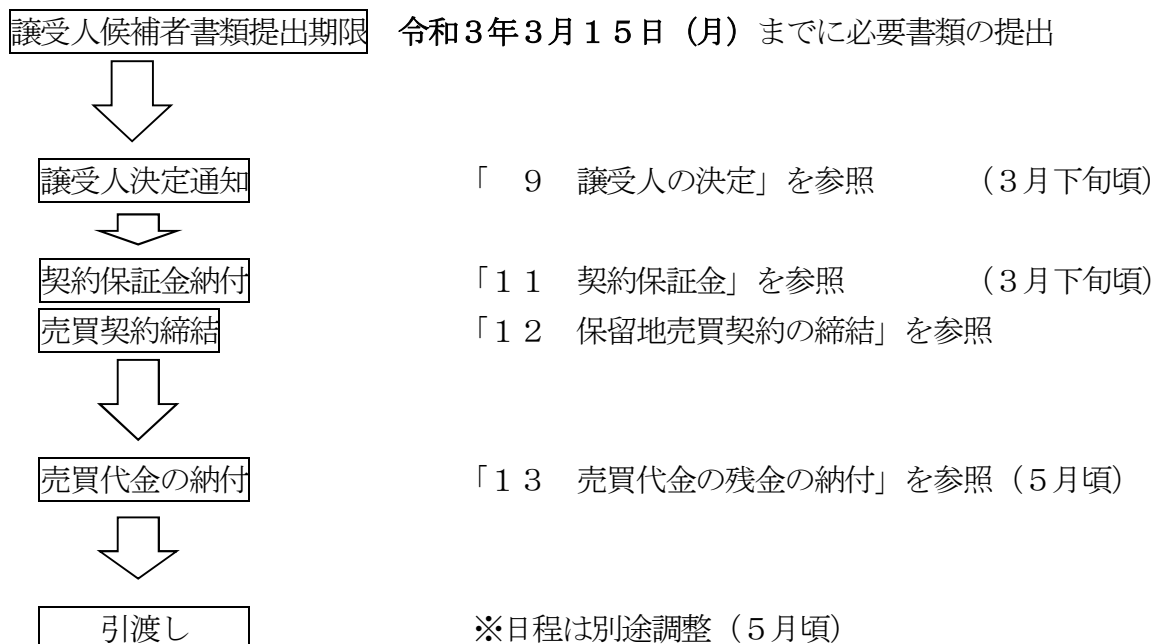 譲受人候補者書類提出期限　令和３年３月１５日（月）までに必要書類の提出
譲受人決定通知　「　９　譲受人の決定」を参照　（３月下旬頃）
契約保証金納付　「１１　契約保証金」を参照　（３月下旬頃）
売買契約締結　「１２　保留地売買契約の締結」を参照
売買代金の納付　「１３　売買代金の残金の納付」を参照（５月頃）
引渡し　※日程は別途調整（５月頃）